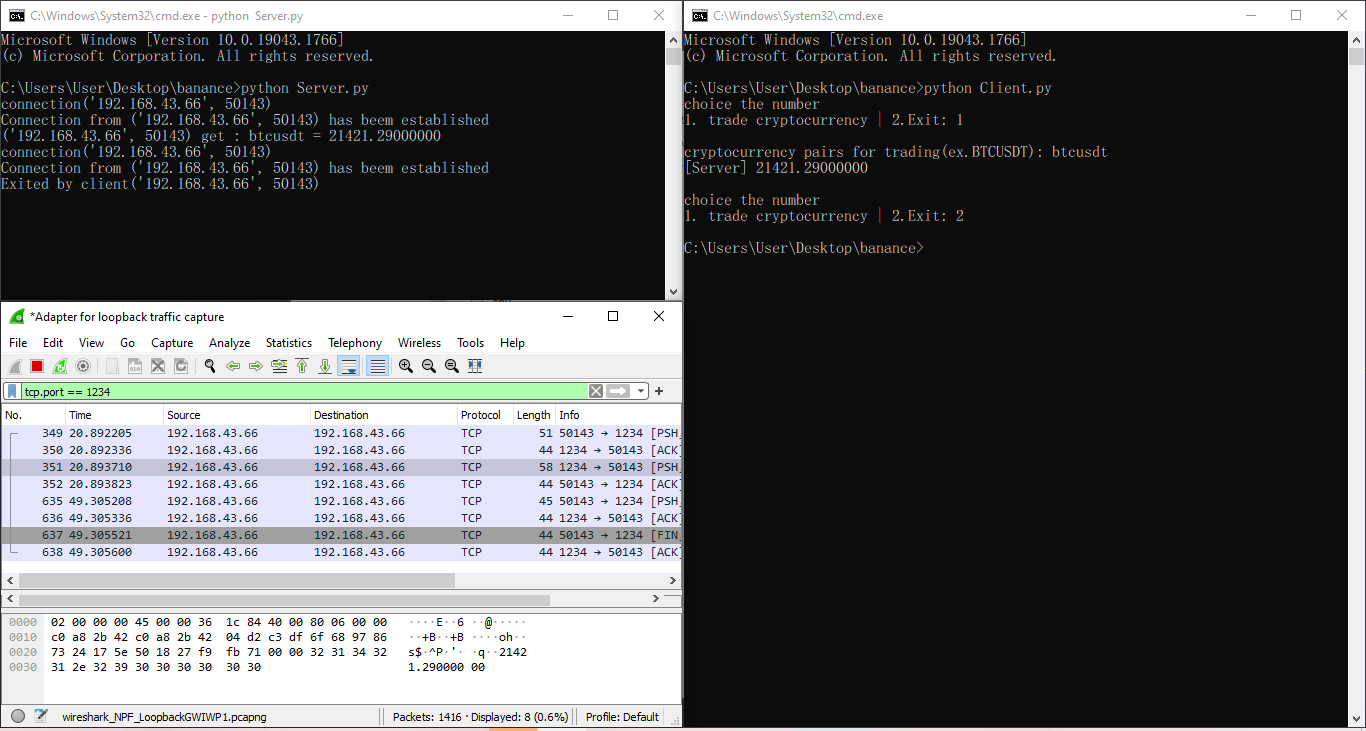 C:\Windows\System32\cmd.exe - python  Server.py
Microsoft Windows [Version 10.0.19043.1766]
(c) Microsoft Corporation. All rights reserved.
C:\Users\User\Desktop\banance>python Server.py
connection('192.168.43.66', 50143)
Connection from ('192.168.43.66', 50143) has beem established
('192.168.43.66', 50143) get : btcusdt = 21421.29000000
connection('192.168.43.66', 50143)
Connection from ('192.168.43.66', 50143) has beem established
Exited by client('192.168.43.66', 50143)
C:\Windows\System32\cmd.exe
Microsoft Windows [Version 10.0.19043.1766]
(c) Microsoft Corporation. All rights reserved.
C:\Users\User\Desktop\banance>python Client.py
choice the number
1. trade cryptocurrency | 2.Exit: 1
cryptocurrency pairs for trading(ex.BTCUSDT): btcusdt
[Server] 21421.29000000
choice the number
1. trade cryptocurrency | 2.Exit: 2
C:\Users\User\Desktop\banance>
*Adapter for loopback traffic capture
File Edit View Go Capture Analyze Statistics Telephony Wireless Tools Help
tcp.port == 1234
No. Time Source Destination Protocol Length Info
349 20.892205 192.168.43.66 192.168.43.66 TCP 51 50143 → 1234 [PSH,
350 20.892336 192.168.43.66 192.168.43.66 TCP 44 1234 → 50143 [ACK]
351 20.893710 192.168.43.66 192.168.43.66 TCP 58 1234 → 50143 [PSH,
352 20.893823 192.168.43.66 192.168.43.66 TCP 44 50143 → 1234 [ACK]
635 49.305208 192.168.43.66 192.168.43.66 TCP 45 50143 → 1234 [PSH,
636 49.305336 192.168.43.66 192.168.43.66 TCP 44 1234 → 50143 [ACK]
637 49.305521 192.168.43.66 192.168.43.66 TCP 44 50143 → 1234 [FIN,
638 49.305600 192.168.43.66 192.168.43.66 TCP 44 1234 → 50143 [ACK]
0000 02 00 00 00 45 00 00 36 1c 84 40 00 80 06 00 00 ····E··6 ··@·····
0010 c0 a8 2b 42 c0 a8 2b 42 04 d2 c3 df 6f 68 97 86 ··+B··+B ····oh··
0020 73 24 17 5e 50 18 27 f9 fb 71 00 00 32 31 34 32 s$·^P·'· ·q··2142
0030 31 2e 32 39 30 30 30 30 30 30 1.290000 00
wireshark_NPF_LoopbackGWIWP1.pcapng
Packets: 1416 · Displayed: 8 (0.6%)
Profile: Default